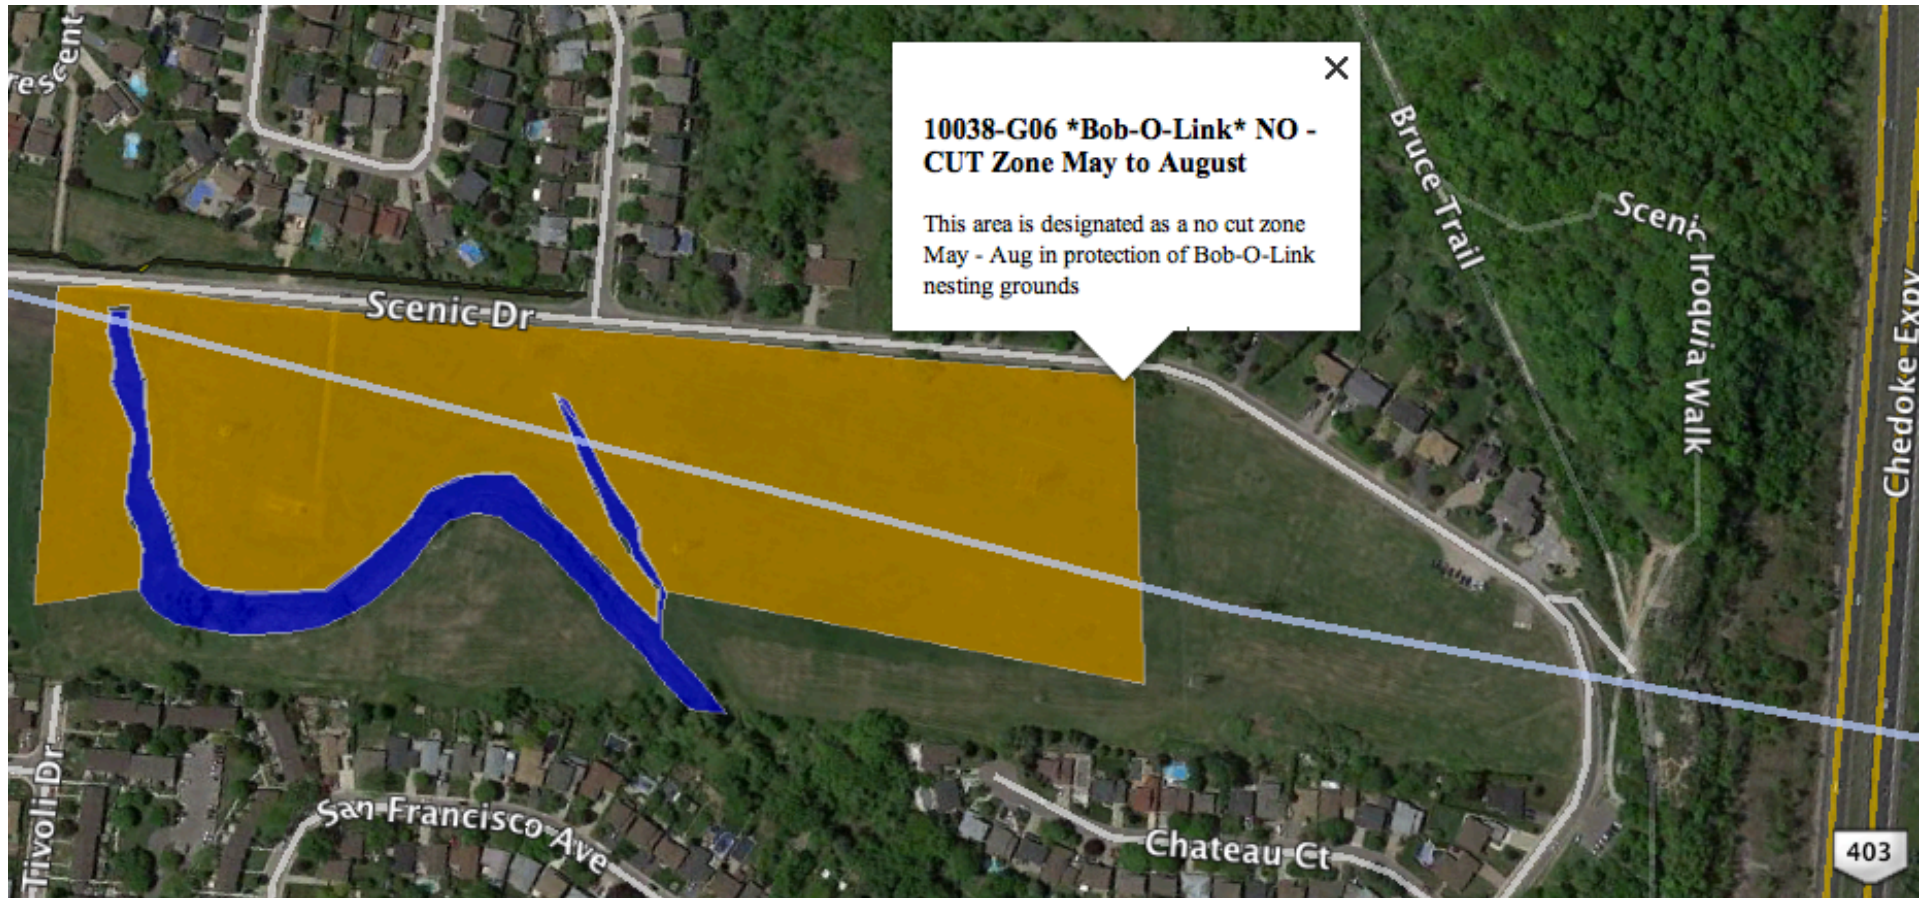 rescent
10038-G06 *Bob-O-Link* NO -
CUT Zone May to August
This area is designated as a no cut zone
May - Aug in protection of Bob-O-Link
nesting grounds
Bruce Trail
Scenic Iroquia Walk
Scenic Dr
Chedoke Expy
Tivoli Dr
San Francisco Ave
Chateau Ct
403